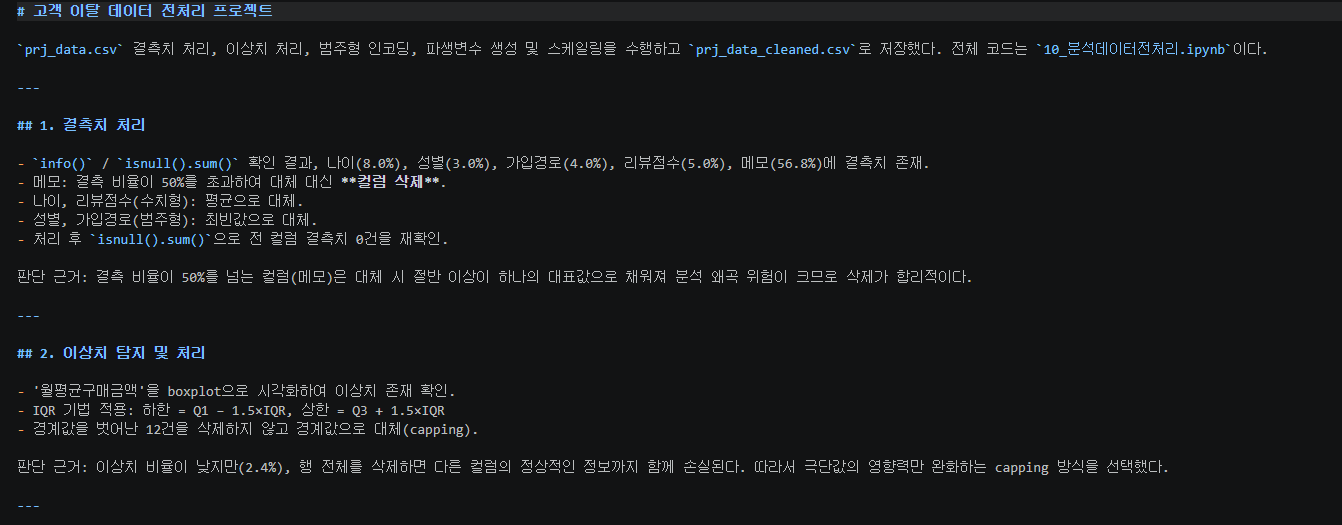 # 고객 이탈 데이터 전처리 프로젝트
`prj_data.csv` 결측치 처리, 이상치 처리, 범주형 인코딩, 파생변수 생성 및 스케일링을 수행하고 `prj_data_cleaned.csv`로 저장했다. 전체 코드는 `10_분석데이터전처리.ipynb`이다.
---
## 1. 결측치 처리
- `info()` / `isnull().sum()` 확인 결과, 나이(8.0%), 성별(3.0%), 가입경로(4.0%), 리뷰점수(5.0%), 메모(56.8%)에 결측치 존재.
- 메모: 결측 비율이 50%를 초과하여 대체 대신 **컬럼 삭제**.
- 나이, 리뷰점수(수치형): 평균으로 대체.
- 성별, 가입경로(범주형): 최빈값으로 대체.
- 처리 후 `isnull().sum()`으로 전 컬럼 결측치 0건을 재확인.
판단 근거: 결측 비율이 50%를 넘는 컬럼(메모)은 대체 시 절반 이상이 하나의 대표값으로 채워져 분석 왜곡 위험이 크므로 삭제가 합리적이다.
---
## 2. 이상치 탐지 및 처리
- '월평균구매금액'을 boxplot으로 시각화하여 이상치 존재 확인.
- IQR 기법 적용: 하한 = Q1 - 1.5×IQR, 상한 = Q3 + 1.5×IQR
- 경계값을 벗어난 12건을 삭제하지 않고 경계값으로 대체(capping).
판단 근거: 이상치 비율이 낮지만(2.4%), 행 전체를 삭제하면 다른 컬럼의 정상적인 정보까지 함께 손실된다. 따라서 극단값의 영향력만 완화하는 capping 방식을 선택했다.
---